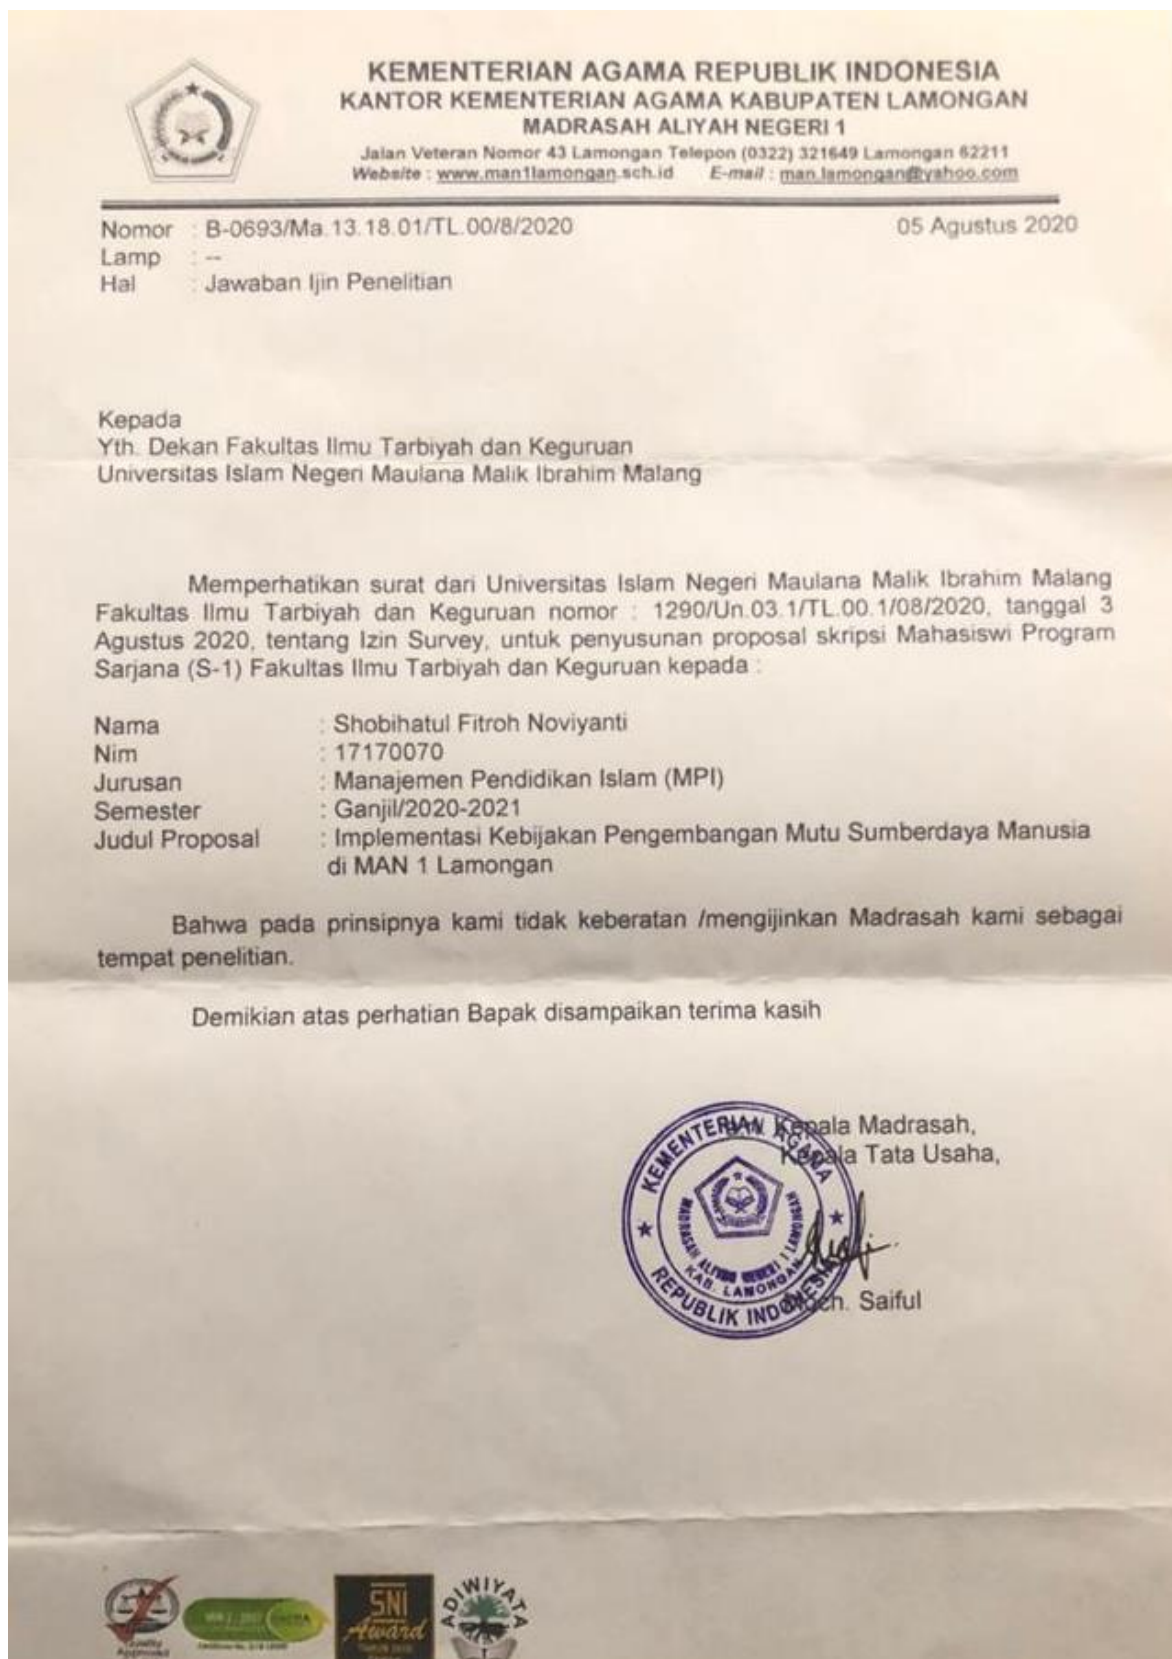 KEMENTERIAN AGAMA REPUBLIK INDONESIA
KANTOR KEMENTERIAN AGAMA KABUPATEN LAMONGAN
MADRASAH ALIYAH NEGERI 1
Jalan Veteran Nomor 43 Lamongan Telepon (0322) 321649 Lamongan 62211
Website : www.man1lamongan.sch.id E-mail : man.lamongan@yahoo.com
Nomor : B-0693/Ma.13.18.01/TL.00/8/2020 05 Agustus 2020
Lamp : --
Hal : Jawaban Ijin Penelitian
Kepada
Yth. Dekan Fakultas Ilmu Tarbiyah dan Keguruan
Universitas Islam Negeri Maulana Malik Ibrahim Malang
Memperhatikan surat dari Universitas Islam Negeri Maulana Malik Ibrahim Malang
Fakultas Ilmu Tarbiyah dan Keguruan nomor : 1290/Un.03.1/TL.00.1/08/2020, tanggal 3
Agustus 2020, tentang Izin Survey, untuk penyusunan proposal skripsi Mahasiswi Program
Sarjana (S-1) Fakultas Ilmu Tarbiyah dan Keguruan kepada :
Nama : Shobihatul Fitroh Noviyanti
Nim : 17170070
Jurusan : Manajemen Pendidikan Islam (MPI)
Semester : Ganjil/2020-2021
Judul Proposal : Implementasi Kebijakan Pengembangan Mutu Sumberdaya Manusia
di MAN 1 Lamongan
Bahwa pada prinsipnya kami tidak keberatan /mengijinkan Madrasah kami sebagai
tempat penelitian.
Demikian atas perhatian Bapak disampaikan terima kasih
Kepala Madrasah,
Kepala Tata Usaha,
KEMENTERIAN AGAMA
MADRASAH ALIYAH NEGERI 1 LAMONGAN
KAB. LAMONGAN
REPUBLIK INDONESIA
Saiful
Quality
Approved
SNI
Award
ADIWIYATA